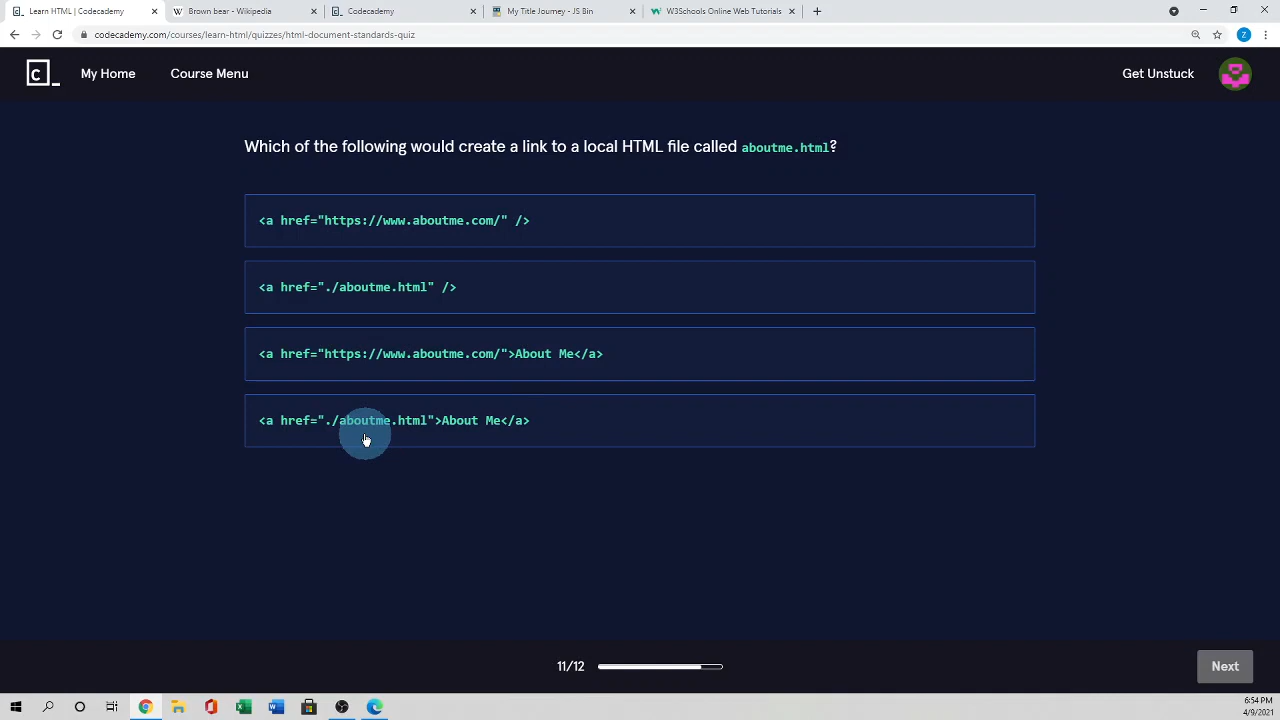 Learn HTML | Codecademy
Brown bear - Wikipedia
Codecademy
My Title Journey - JS Bin
W3Schools Online Web Tutorials
codecademy.com/courses/learn-html/quizzes/html-document-standards-quiz
Z
C_ My Home Course Menu Get Unstuck
Which of the following would create a link to a local HTML file called aboutme.html?
<a href="https://www.aboutme.com/" />
<a href="./aboutme.html" />
<a href="https://www.aboutme.com/">About Me</a>
<a href="./aboutme.html">About Me</a>
11/12
Next
6:54 PM
4/9/2021